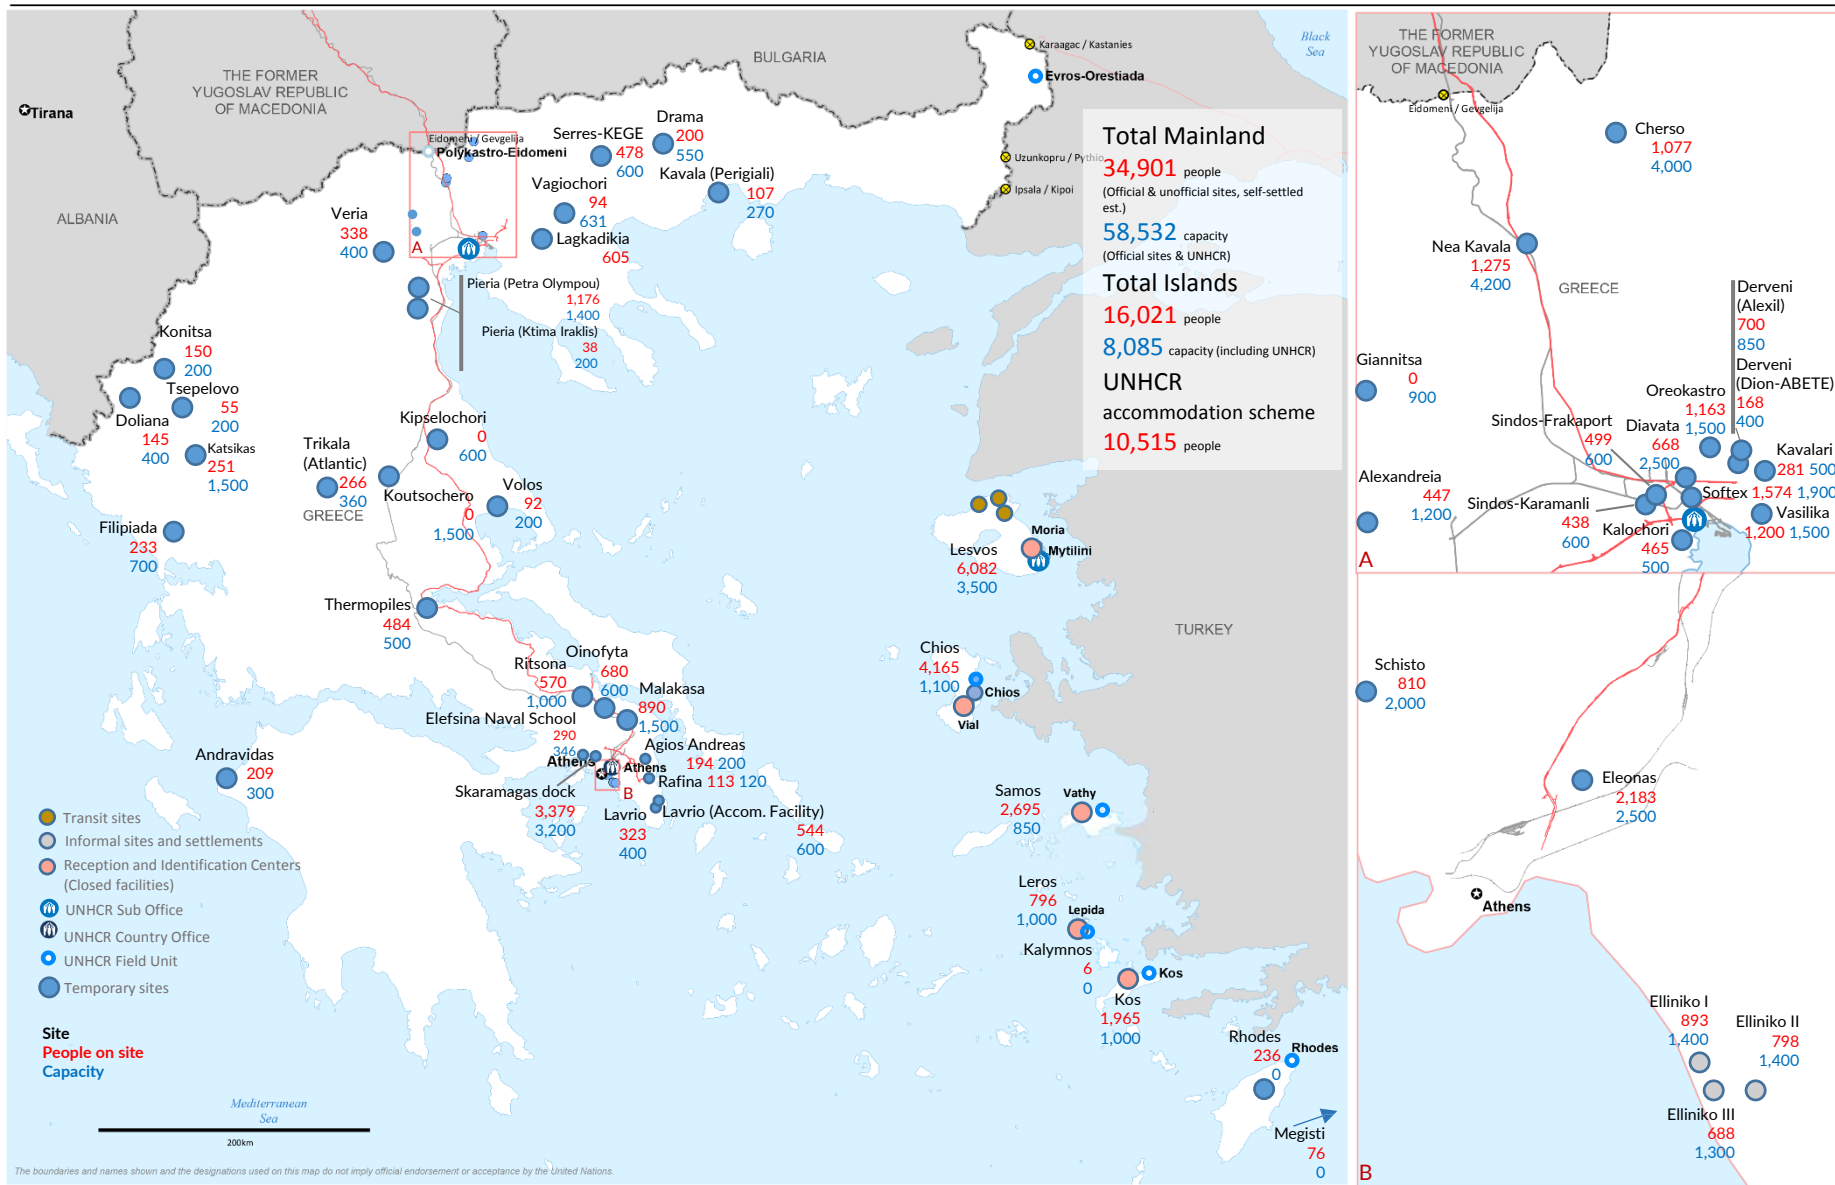 BULGARIA
Black
Sea
THE FORMER
YUGOSLAV REPUBLIC
OF MACEDONIA
Tirana
ALBANIA
Karaagac / Kastanies
Evros-Orestiada
Uzunkopru / Pythio
Ipsala / Kipoi
Eidomeni / Gevgelija
Polykastro-Eidomeni
A
Serres-KEGE
478
600
Drama
200
550
Kavala (Perigiali)
107
270
Vagiochori
94
631
Lagkadikia
605
Veria
338
400
Pieria (Petra Olympou)
1,176
1,400
Pieria (Ktima Iraklis)
38
200
Konitsa
150
200
Tsepelovo
55
200
Doliana
145
400
Katsikas
251
1,500
Kipselochori
0
600
Trikala
(Atlantic)
266
360
GREECE
Koutsochero
0
1,500
Volos
92
200
Filipiada
233
700
Thermopiles
484
500
Ritsona
570
1,000
Oinofyta
680
600
Malakasa
890
1,500
Elefsina Naval School
290
346
Athens
Athens
B
Agios Andreas
194 200
Rafina 113 120
Skaramagas dock
3,379
3,200
Lavrio
323
400
Lavrio (Accom. Facility)
544
600
Andravidas
209
300
Total Mainland
34,901 people
(Official & unofficial sites, self-settled
est.)
58,532 capacity
(Official sites & UNHCR)
Total Islands
16,021 people
8,085 capacity (including UNHCR)
UNHCR
accommodation scheme
10,515 people
Moria
Mytilini
Lesvos
6,082
3,500
TURKEY
Chios
4,165
1,100
Chios
Vial
Samos
2,695
850
Vathy
Leros
796
1,000
Lepida
Kalymnos
6
0
Kos
Kos
1,965
1,000
Rhodes
236
0
Rhodes
Megisti
76
0
Transit sites
Informal sites and settlements
Reception and Identification Centers
(Closed facilities)
UNHCR Sub Office
UNHCR Country Office
UNHCR Field Unit
Temporary sites
Site
People on site
Capacity
Mediterranean
Sea
200km
The boundaries and names shown and the designations used on this map do not imply official endorsement or acceptance by the United Nations.
THE FORMER
YUGOSLAV REPUBLIC
OF MACEDONIA
Eidomeni / Gevgelija
Cherso
1,077
4,000
Nea Kavala
1,275
4,200
GREECE
Derveni
(Alexil)
700
850
Derveni
(Dion-ABETE)
168
400
Giannitsa
0
900
Oreokastro
1,163
1,500
Sindos-Frakaport
499
600
Diavata
668
2,500
Kavalari
281 500
Alexandreia
447
1,200
Sindos-Karamanli
438
600
Softex 1,574 1,900
Vasilika
1,200 1,500
Kalochori
465
500
A
Schisto
810
2,000
Eleonas
2,183
2,500
Athens
Elliniko I
893
1,400
Elliniko II
798
1,400
Elliniko III
688
1,300
B